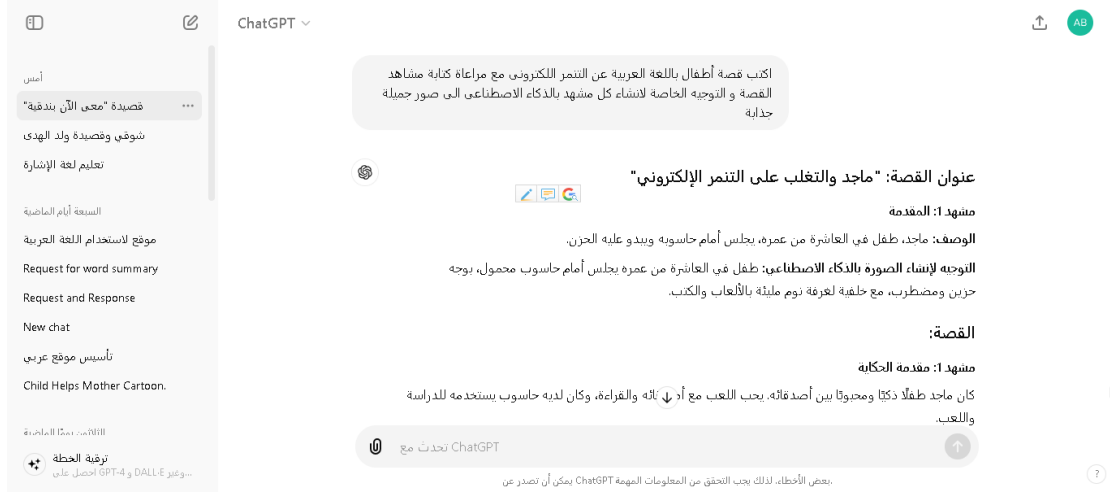 ChatGPT
AB
أمس
قصيدة "معي الآن بندقية"
شوقي وقصيدة ولد الهدى
تعليم لغة الإشارة
السبعة أيام الماضية
موقع لاستخدام اللغة العربية
Request for word summary
Request and Response
New chat
تأسيس موقع عربي
Child Helps Mother Cartoon.
الثلاثون يومًا الماضية
ترقية الخطة
احصل على GPT-4 و DALL·E وغير...
اكتب قصة أطفال باللغة العربية عن التنمر اللكترونى مع مراعاة كتابة مشاهد
القصة و التوجيه الخاصة لانشاء كل مشهد بالذكاء الاصطناعى الى صور جميلة
جذابة
عنوان القصة: "ماجد والتغلب على التنمر الإلكتروني"
مشهد 1: المقدمة
الوصف: ماجد، طفل في العاشرة من عمره، يجلس أمام حاسوبه ويبدو عليه الحزن.
التوجيه لإنشاء الصورة بالذكاء الاصطناعي: طفل في العاشرة من عمره يجلس أمام حاسوب محمول، بوجه
حزين ومضطرب، مع خلفية لغرفة نوم مليئة بالألعاب والكتب.
القصة:
مشهد 1: مقدمة الحكاية
كان ماجد طفلًا ذكيًا ومحبوبًا بين أصدقائه. يحب اللعب مع والقراءة، وكان لديه حاسوب يستخدمه للدراسة
واللعب.
تحدث مع ChatGPT
يمكن أن تصدر عن ChatGPT بعض الأخطاء. لذلك يجب التحقق من المعلومات المهمة.
?